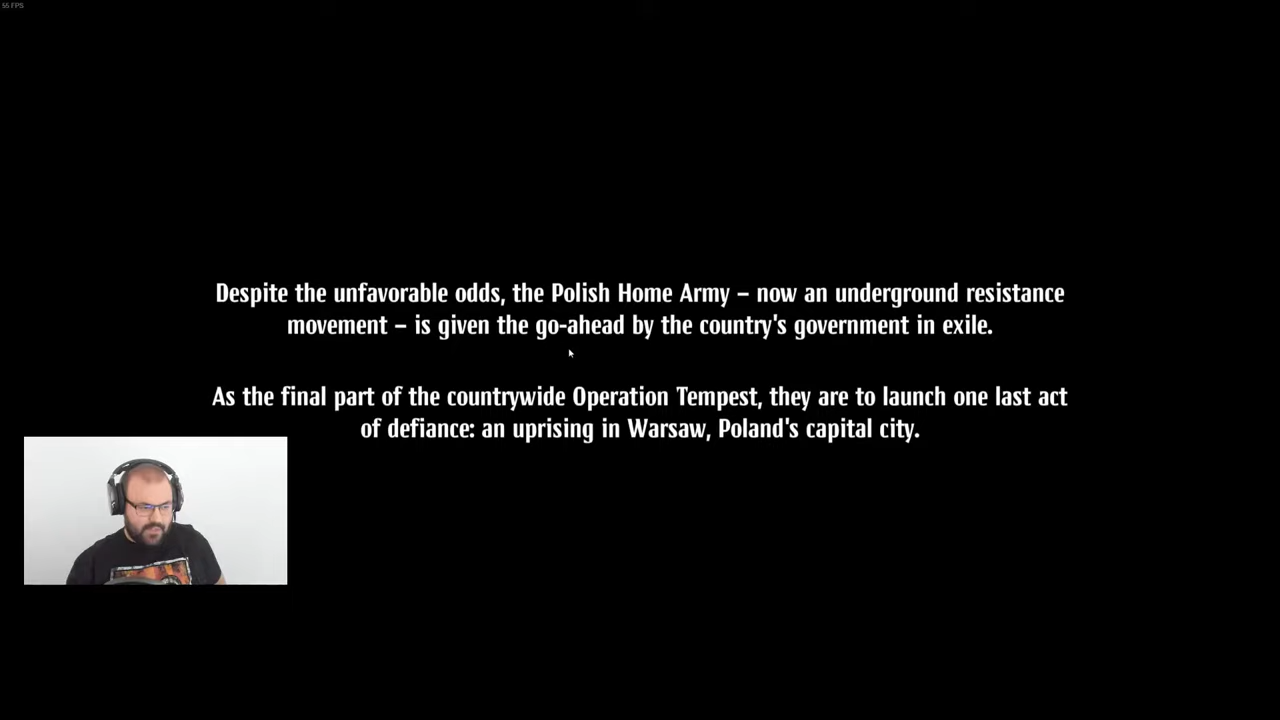 55 FPS
Despite the unfavorable odds, the Polish Home Army – now an underground resistance
movement – is given the go-ahead by the country's government in exile.
As the final part of the countrywide Operation Tempest, they are to launch one last act
of defiance: an uprising in Warsaw, Poland's capital city.